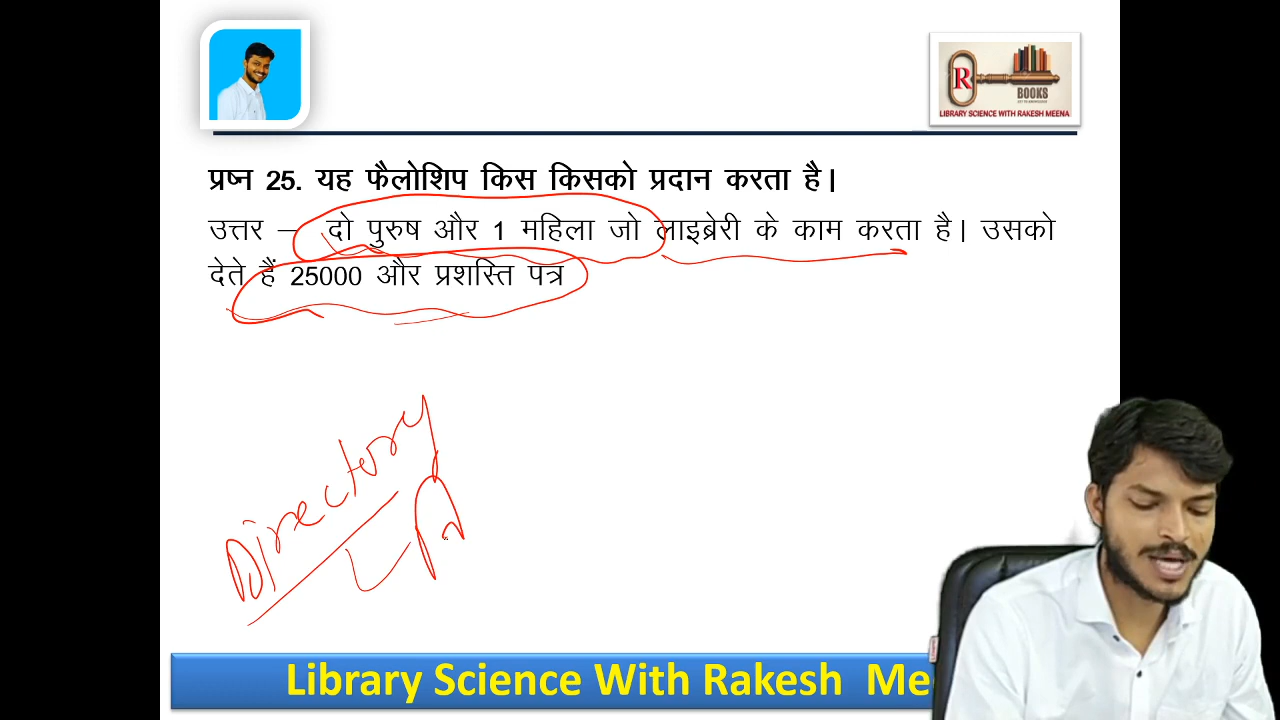 R
BOOKS
LIBRARY SCIENCE WITH RAKESH MEENA
प्रष्न 25. यह फैलोशिप किस किसको प्रदान करता है।
उत्तर – दो पुरुष और 1 महिला जो लाइब्रेरी के काम करता है। उसको
देते हैं 25000 और प्रशस्ति पत्र
Directory
Library Science With Rakesh Me